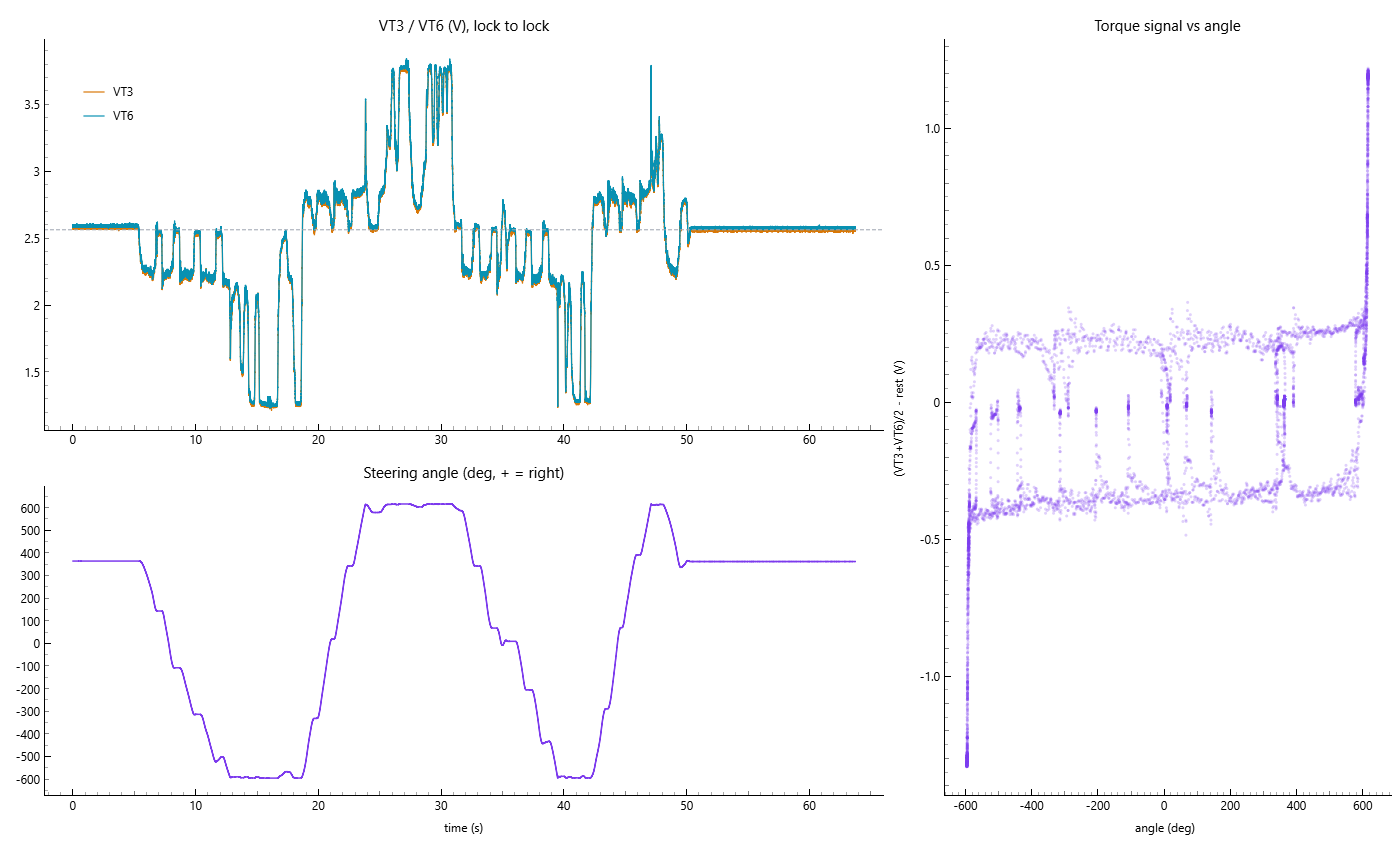 VT3 / VT6 (V), lock to lock
VT3
VT6
3.5
3
2.5
2
1.5
0 10 20 30 40 50 60
Steering angle (deg, + = right)
600
500
400
300
200
100
0
-100
-200
-300
-400
-500
-600
0 10 20 30 40 50 60
time (s)
Torque signal vs angle
(VT3+VT6)/2 - rest (V)
1.0
0.5
0
-0.5
-1.0
-600 -400 -200 0 200 400 600
angle (deg)